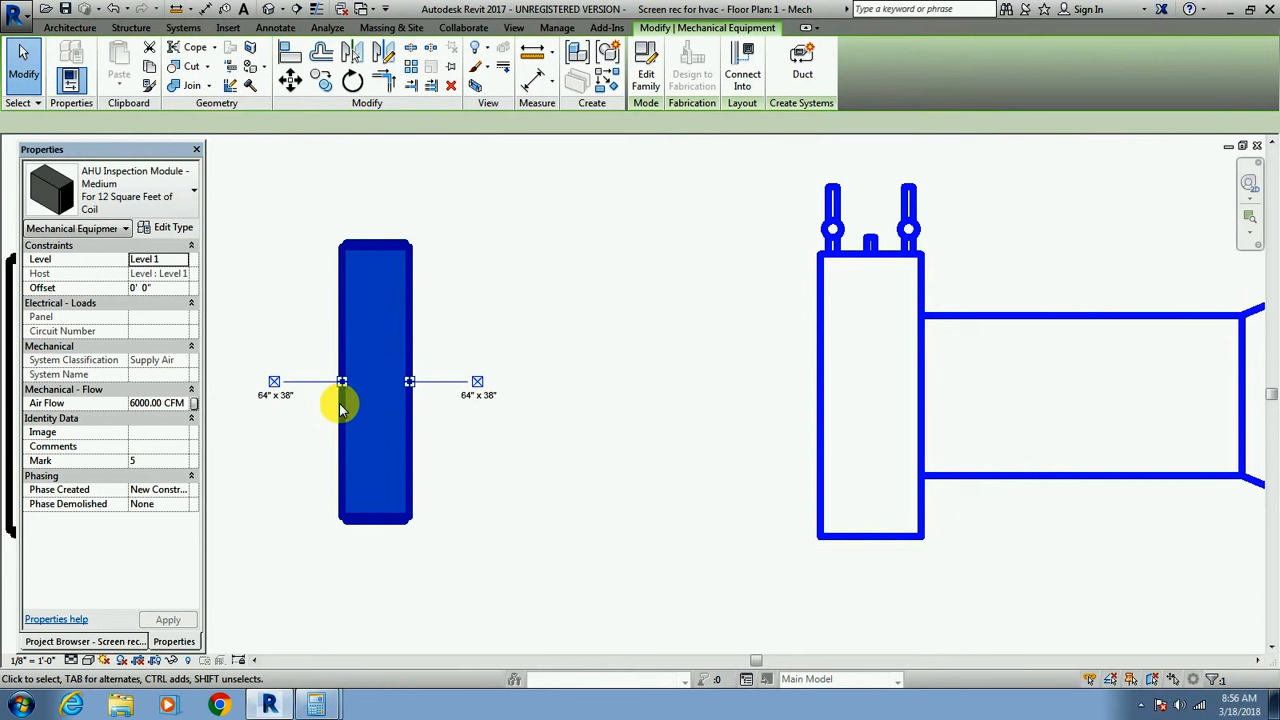 Autodesk Revit 2017 - UNREGISTERED VERSION - Screen rec for hvac - Floor Plan: 1 - Mech
Type a keyword or phrase
Sign In
Architecture Structure Systems Insert Annotate Analyze Massing & Site Collaborate View Manage Add-Ins Modify | Mechanical Equipment
Modify
Properties
Paste
Cope
Cut
Join
Edit Family
Design to Fabrication
Connect Into
Duct
Select Properties Clipboard Geometry Modify View Measure Create Mode Fabrication Layout Create Systems
Properties
AHU Inspection Module -
Medium
For 12 Square Feet of
Coil
Mechanical Equipmer
Edit Type
Constraints
Level Level 1
Host Level : Level 1
Offset 0' 0"
Electrical - Loads
Panel
Circuit Number
Mechanical
System Classification Supply Air
System Name
Mechanical - Flow
Air Flow 6000.00 CFM
Identity Data
Image
Comments
Mark 5
Phasing
Phase Created New Constr...
Phase Demolished None
Properties help
Apply
Project Browser - Screen rec...
Properties
64" x 38"
64" x 38"
1/8" = 1'-0"
Click to select, TAB for alternates, CTRL adds, SHIFT unselects.
:0
Main Model
:1
8:56 AM
3/18/2018